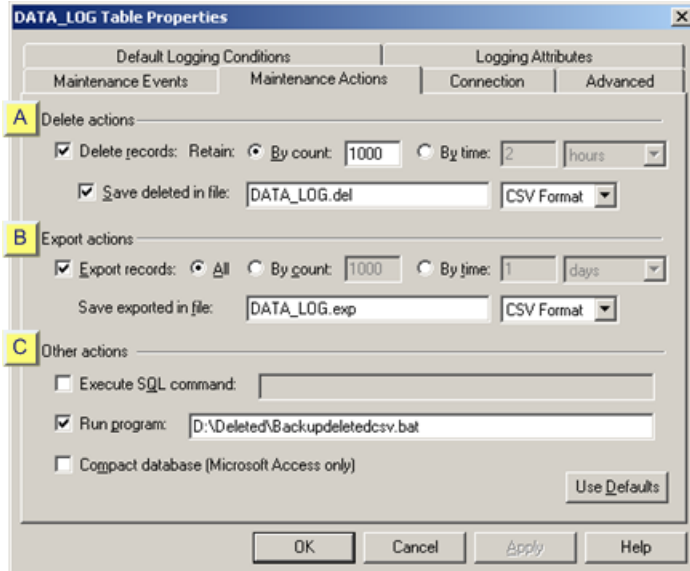 DATA_LOG Table Properties
Default Logging Conditions Logging Attributes
Maintenance Events Maintenance Actions Connection Advanced
A Delete actions
Delete records: Retain: By count: 1000 By time: 2 hours
Save deleted in file: DATA_LOG.del CSV Format
B Export actions
Export records: All By count: 1000 By time: 1 days
Save exported in file: DATA_LOG.exp CSV Format
C Other actions
Execute SQL command:
Run program: D:\Deleted\Backupdeletedcsv.bat
Compact database (Microsoft Access only)
Use Defaults
OK Cancel Apply Help